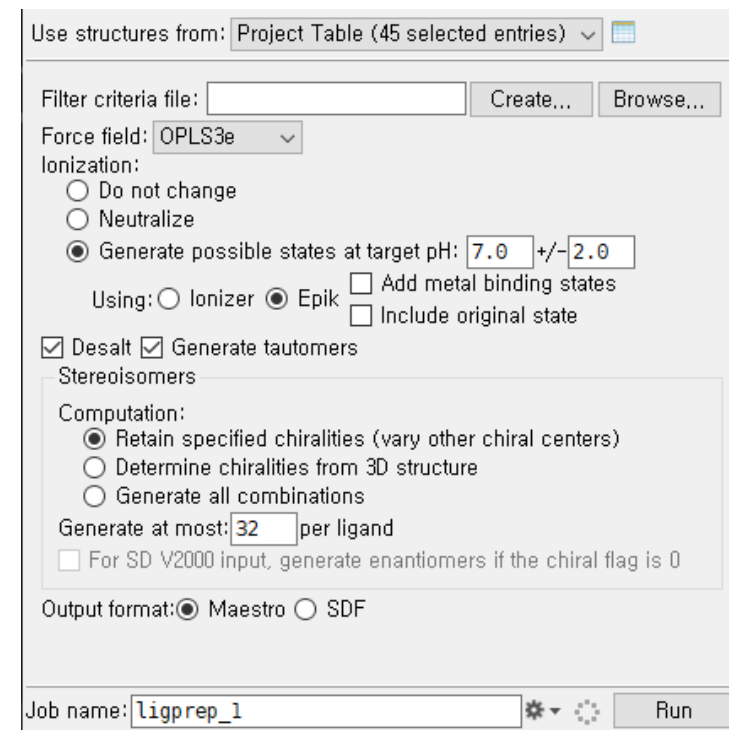 Use structures from: Project Table (45 selected entries)
Filter criteria file: Create... Browse...
Force field: OPLS3e
Ionization:
Do not change
Neutralize
Generate possible states at target pH: 7.0 +/- 2.0
Using: Ionizer Epik Add metal binding states
Include original state
Desalt Generate tautomers
Stereoisomers
Computation:
Retain specified chiralities (vary other chiral centers)
Determine chiralities from 3D structure
Generate all combinations
Generate at most: 32 per ligand
For SD V2000 input, generate enantiomers if the chiral flag is 0
Output format: Maestro SDF
Job name: ligprep_1 Run